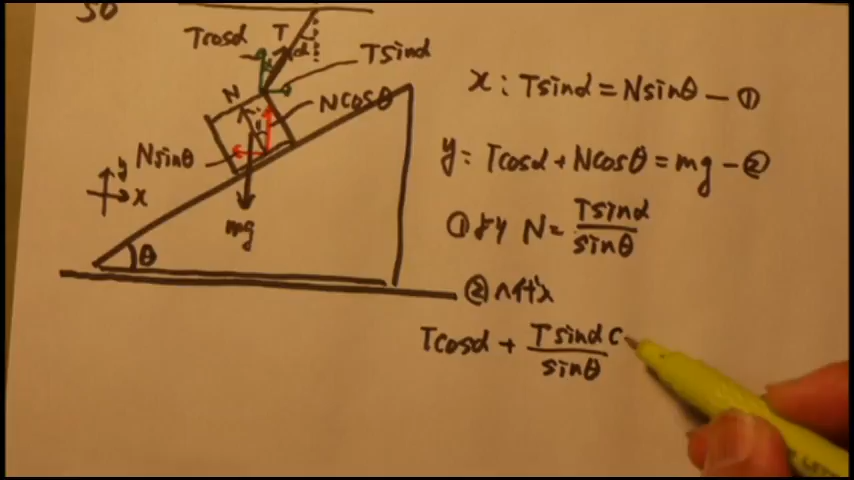 50
T
α
Tcosα
Tsinα
N
Ncosθ
θ
Nsinθ
y
x
mg
θ
x: Tsinα = Nsinθ – ①
y: Tcosα + Ncosθ = mg – ②
①より N = Tsinα/sinθ
②へ代入
Tcosα + Tsinα c/sinθ